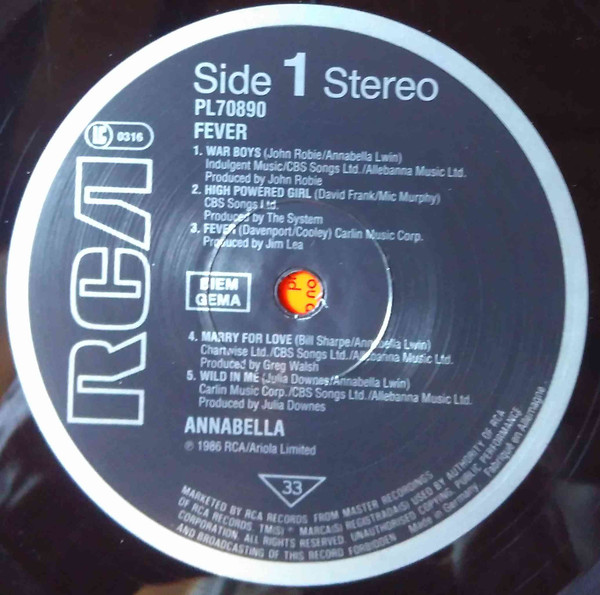 Side 1 Stereo
PL70890
FEVER
LC 0316
RCA
1. WAR BOYS (John Robie/Annabella Lwin)
Indulgent Music/CBS Songs Ltd./Allebanna Music Ltd.
Produced by John Robie
2. HIGH POWERED GIRL (David Frank/Mic Murphy)
CBS Songs Ltd.
Produced by The System
3. FEVER (Davenport/Cooley) Carlin Music Corp.
Produced by Jim Lea
BIEM
GEMA
4. MARRY FOR LOVE (Bill Sharpe/Annabella Lwin)
Chartwise Ltd./CBS Songs Ltd./Allebanna Music Ltd.
Produced by Greg Walsh
5. WILD IN ME (Julia Downes/Annabella Lwin)
Carlin Music Corp./CBS Songs Ltd./Allebanna Music Ltd.
Produced by Julia Downes
ANNABELLA
℗ 1986 RCA/Ariola Limited
33
MARKETED BY RCA RECORDS FROM MASTER RECORDINGS
OF RCA RECORDS. TM(S) ® MARCA(S) REGISTRADA(S) USED BY AUTHORITY OF RCA
CORPORATION. ALL RIGHTS RESERVED. UNAUTHORISED COPYING, PUBLIC PERFORMANCE
AND BROADCASTING OF THIS RECORD FORBIDDEN Made in Germany. Fabriqué en Allemagne.